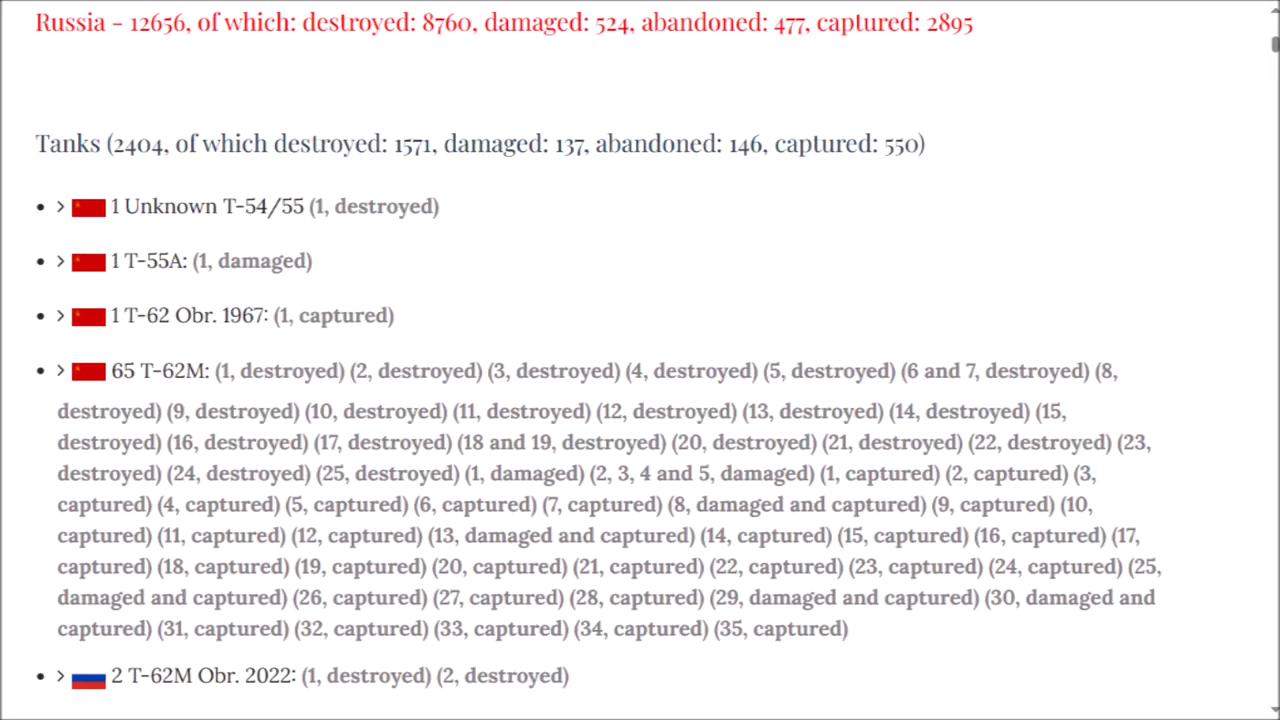 Russia - 12656, of which: destroyed: 8760, damaged: 524, abandoned: 477, captured: 2895
Tanks (2404, of which destroyed: 1571, damaged: 137, abandoned: 146, captured: 550)
• > 1 Unknown T-54/55 (1, destroyed)
• > 1 T-55A: (1, damaged)
• > 1 T-62 Obr. 1967: (1, captured)
• > 65 T-62M: (1, destroyed) (2, destroyed) (3, destroyed) (4, destroyed) (5, destroyed) (6 and 7, destroyed) (8,
destroyed) (9, destroyed) (10, destroyed) (11, destroyed) (12, destroyed) (13, destroyed) (14, destroyed) (15,
destroyed) (16, destroyed) (17, destroyed) (18 and 19, destroyed) (20, destroyed) (21, destroyed) (22, destroyed) (23,
destroyed) (24, destroyed) (25, destroyed) (1, damaged) (2, 3, 4 and 5, damaged) (1, captured) (2, captured) (3,
captured) (4, captured) (5, captured) (6, captured) (7, captured) (8, damaged and captured) (9, captured) (10,
captured) (11, captured) (12, captured) (13, damaged and captured) (14, captured) (15, captured) (16, captured) (17,
captured) (18, captured) (19, captured) (20, captured) (21, captured) (22, captured) (23, captured) (24, captured) (25,
damaged and captured) (26, captured) (27, captured) (28, captured) (29, damaged and captured) (30, damaged and
captured) (31, captured) (32, captured) (33, captured) (34, captured) (35, captured)
• > 2 T-62M Obr. 2022: (1, destroyed) (2, destroyed)